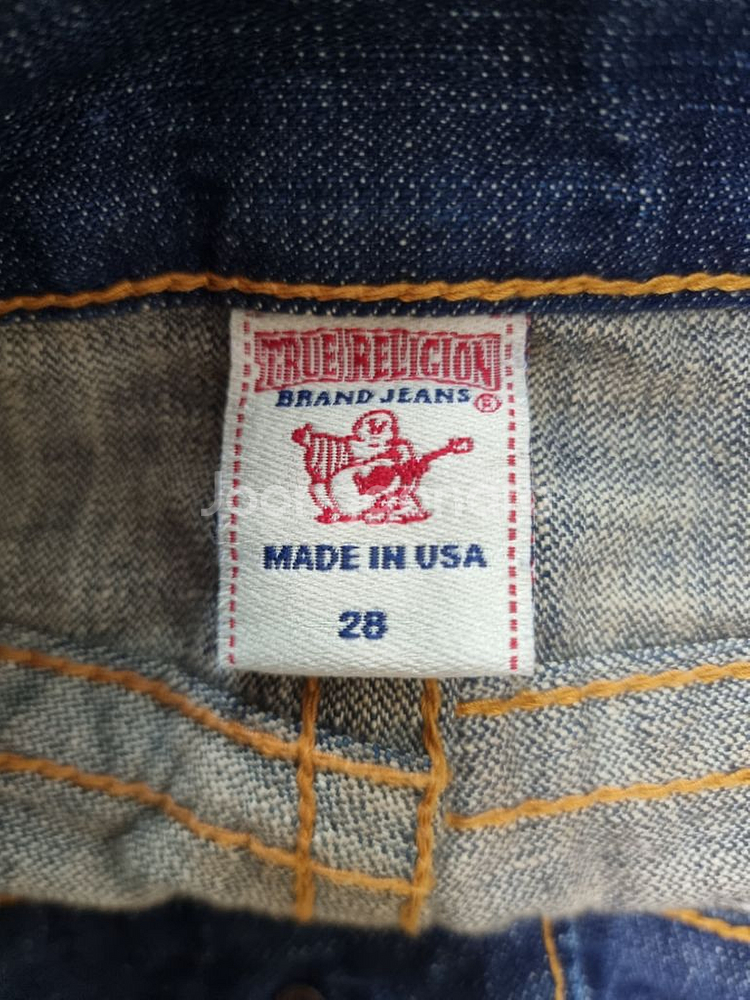 TRUE RELIGION
BRAND JEANS ®
MADE IN USA
28